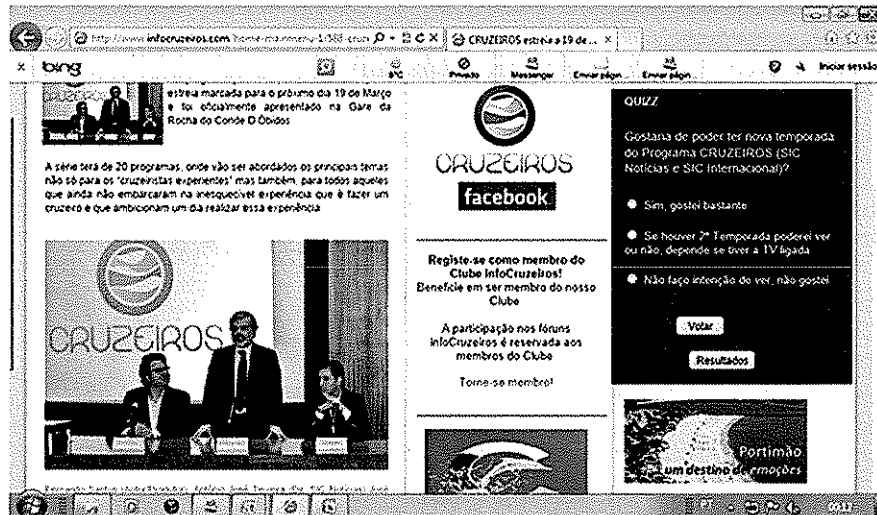 www.infocruzeiros.com
CRUZEIROS estreia a 19 de...
bing
Privado
Messenger
Enviar págin...
Enviar págin...
Iniciar sessão
estreia marcada para o próximo dia 19 de Março
e foi oficialmente apresentado na Gare da
Rocha do Conde D Óbidos
A série terá de 20 programas, onde vão ser abordados os principais temas
não só para os "cruzeiristas experientes" mas também, para todos aqueles
que ainda não embarcaram na inesquecível experiência que é fazer um
cruzeiro e que ambicionam um dia realizar essa experiência
CRUZEIROS
CRUZEIROS
facebook
Registe-se como membro do
Clube InfoCruzeiros!
Beneficie em ser membro do nosso
Clube
A participação nos fóruns
InfoCruzeiros é reservada aos
membros do Clube
Torne-se membro!
QUIZZ
Gostaria de poder ter nova temporada
do Programa CRUZEIROS (SIC
Notícias e SIC Internacional)?
Sim, gostei bastante
Se houver 2ª Temporada poderei ver
ou não, depende se tiver a TV ligada
Não faço intenção de ver, não gostei
Votar
Resultados
Portimão
um destino de emoções
PT